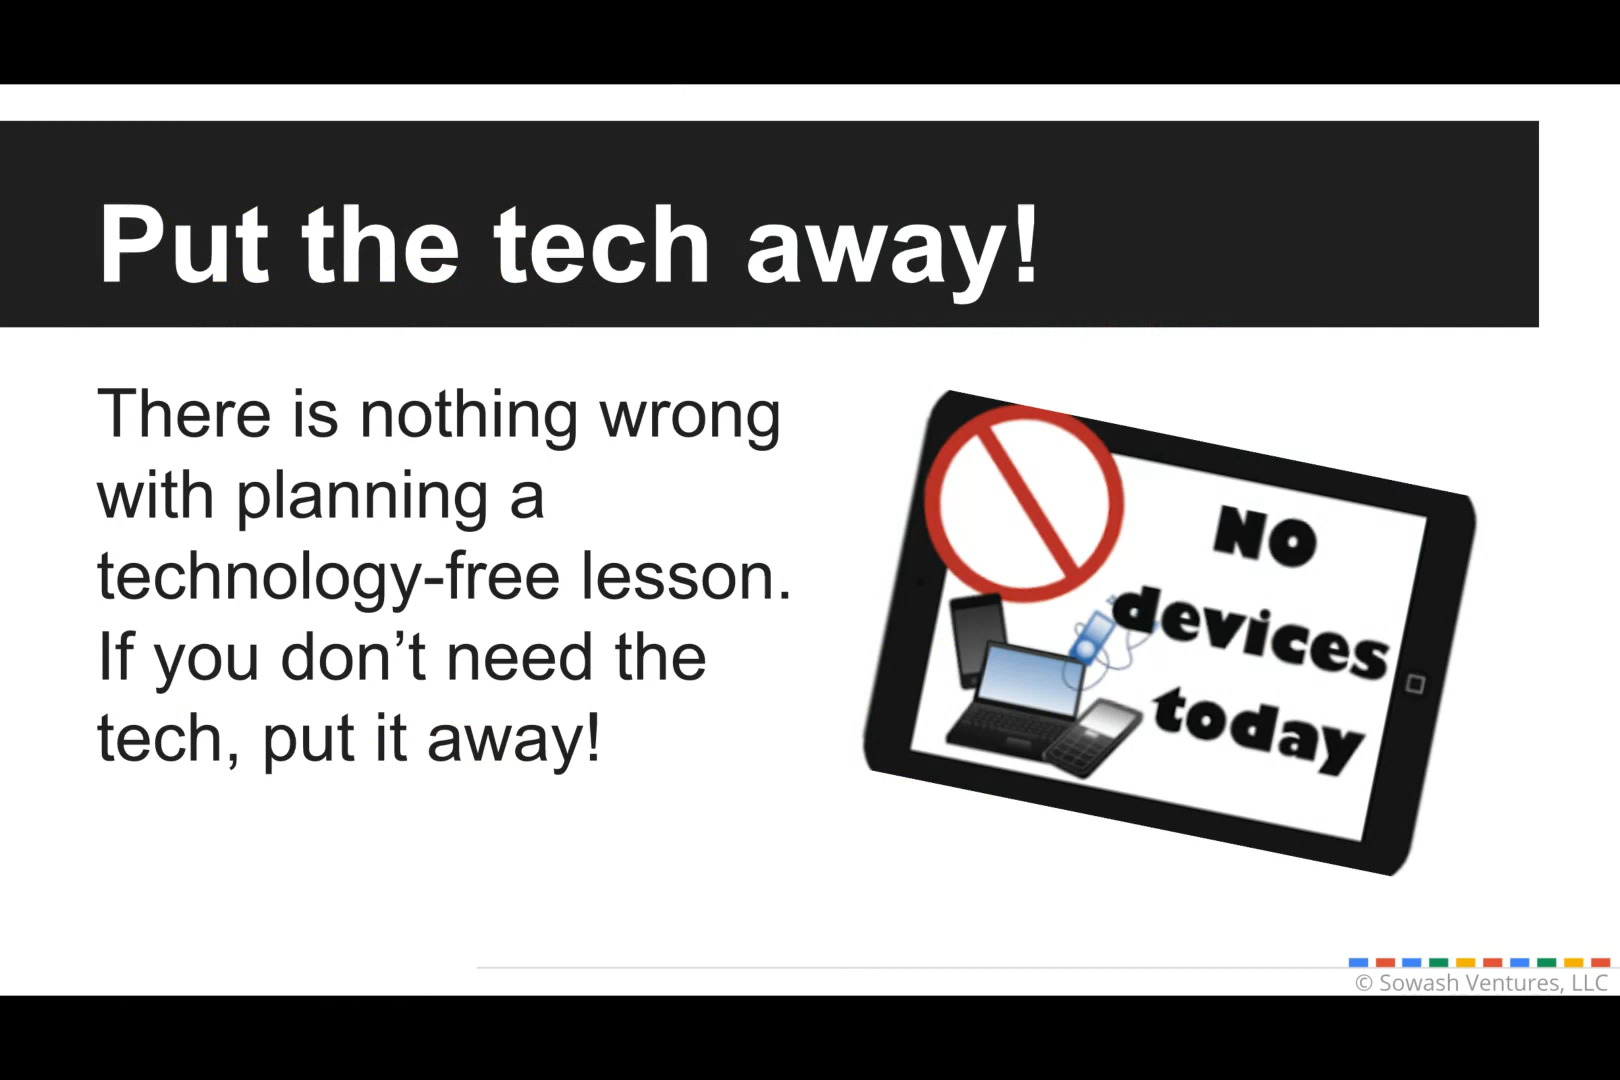 Put the tech away!
There is nothing wrong
with planning a
technology-free lesson.
If you don’t need the
tech, put it away!
NO
devices
today
© Sowash Ventures, LLC